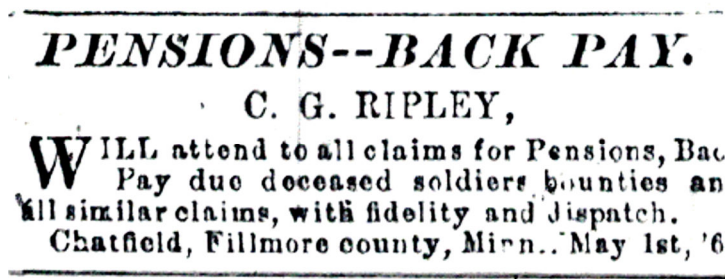 PENSIONS--BACK PAY.
C. G. RIPLEY,
WILL attend to all claims for Pensions, Bac
Pay due deceased soldiers bounties an
all similar claims, with fidelity and dispatch.
Chatfield, Fillmore county, Minn.. May 1st, '6